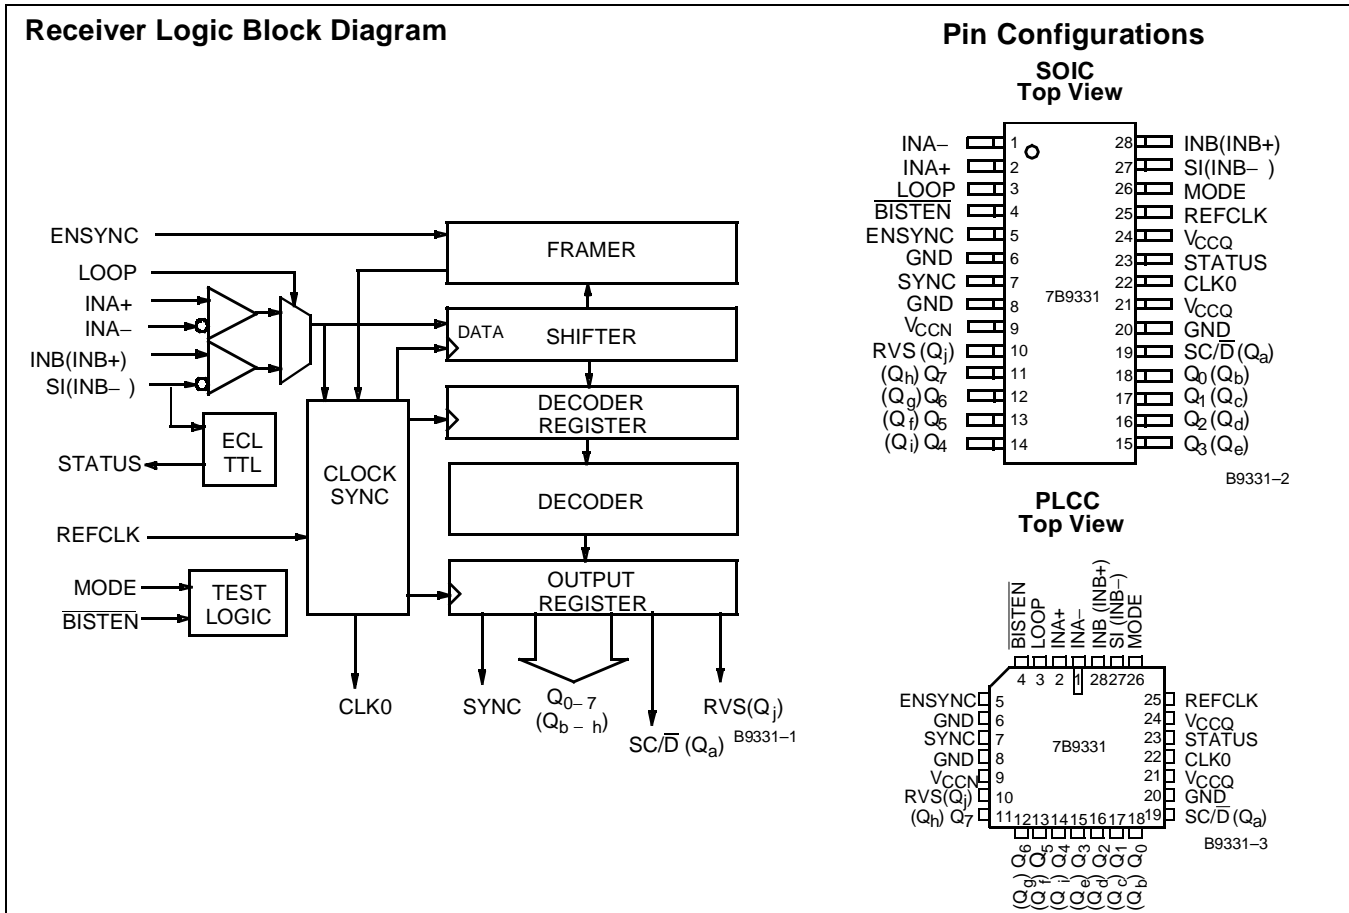 Receiver Logic Block Diagram
ENSYNC
LOOP
INA+
INA−
INB(INB+)
SI(INB− )
STATUS
REFCLK
MODE
BISTEN
ECL
TTL
TEST
LOGIC
CLOCK
SYNC
FRAMER
DATA
SHIFTER
DECODER
REGISTER
DECODER
OUTPUT
REGISTER
CLK0
SYNC
Q0−7
(Qb−h)
SC/D (Qa)
RVS(Qj)
B9331−1
Pin Configurations
SOIC
Top View
INA− 1 28 INB(INB+)
INA+ 2 27 SI(INB− )
LOOP 3 26 MODE
BISTEN 4 25 REFCLK
ENSYNC 5 24 VCCQ
GND 6 23 STATUS
SYNC 7 22 CLK0
7B9331
GND 8 21 VCCQ
VCCN 9 20 GND
RVS (Qj) 10 19 SC/D (Qa)
(Qh) Q7 11 18 Q0 (Qb)
(Qg) Q6 12 17 Q1 (Qc)
(Qf) Q5 13 16 Q2 (Qd)
(Qi) Q4 14 15 Q3 (Qe)
B9331−2
PLCC
Top View
BISTEN LOOP INA+ INA− INB (INB+) SI (INB−) MODE
4 3 2 1 28 27 26
ENSYNC 5 25 REFCLK
GND 6 24 VCCQ
SYNC 7 23 STATUS
7B9331
GND 8 22 CLK0
VCCN 9 21 VCCQ
RVS(Qj) 10 20 GND
(Qh) Q7 11 19 SC/D (Qa)
12 13 14 15 16 17 18
(Qg) Q6 (Qf) Q5 (Qi) Q4 (Qe) Q3 (Qd) Q2 (Qc) Q1 (Qb) Q0
B9331−3